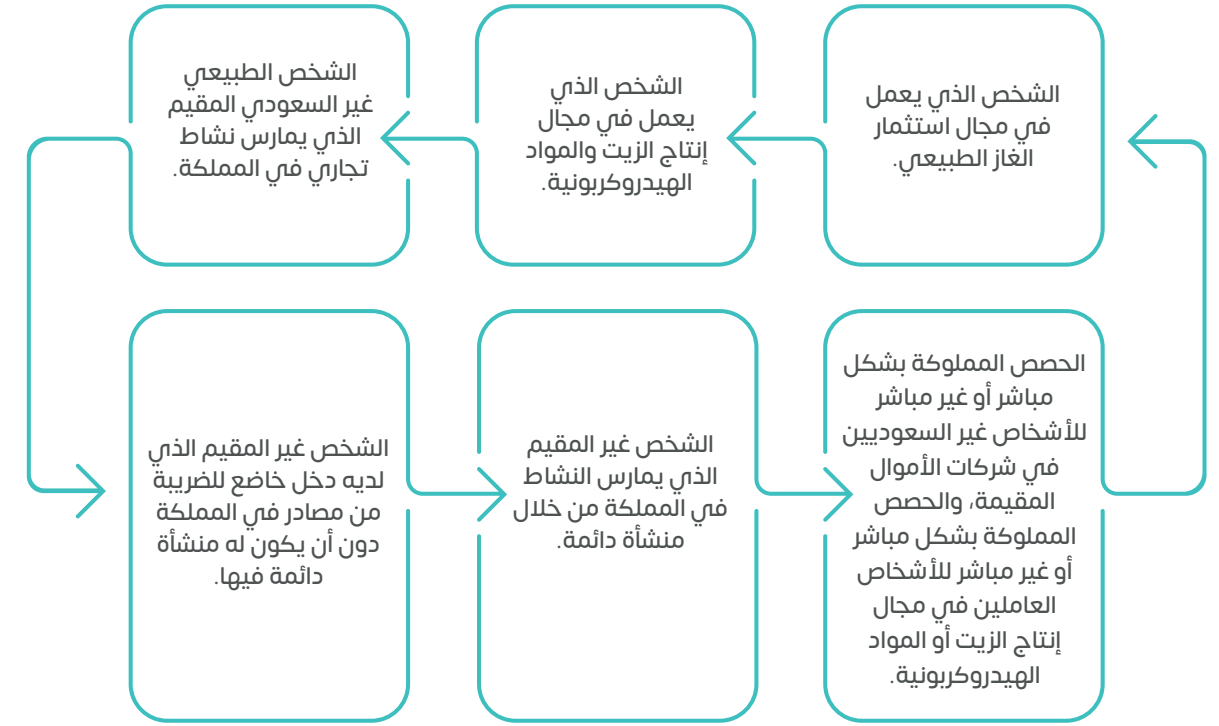 الشخص الذي يعمل
في مجال استثمار
الغاز الطبيعي.
الشخص الذي
يعمل في مجال
إنتاج الزيت والمواد
الهيدروكربونية.
الشخص الطبيعي
غير السعودي المقيم
الذي يمارس نشاط
تجاري في المملكة.
الحصص المملوكة بشكل
مباشر أو غير مباشر
للأشخاص غير السعوديين
في شركات الأموال
المقيمة، والحصص
المملوكة بشكل مباشر
أو غير مباشر للأشخاص
العاملين في مجال
إنتاج الزيت أو المواد
الهيدروكربونية.
الشخص غير المقيم
الذي يمارس النشاط
في المملكة من خلال
منشأة دائمة.
الشخص غير المقيم الذي
لديه دخل خاضع للضريبة
من مصادر في المملكة
دون أن يكون له منشأة
دائمة فيها.